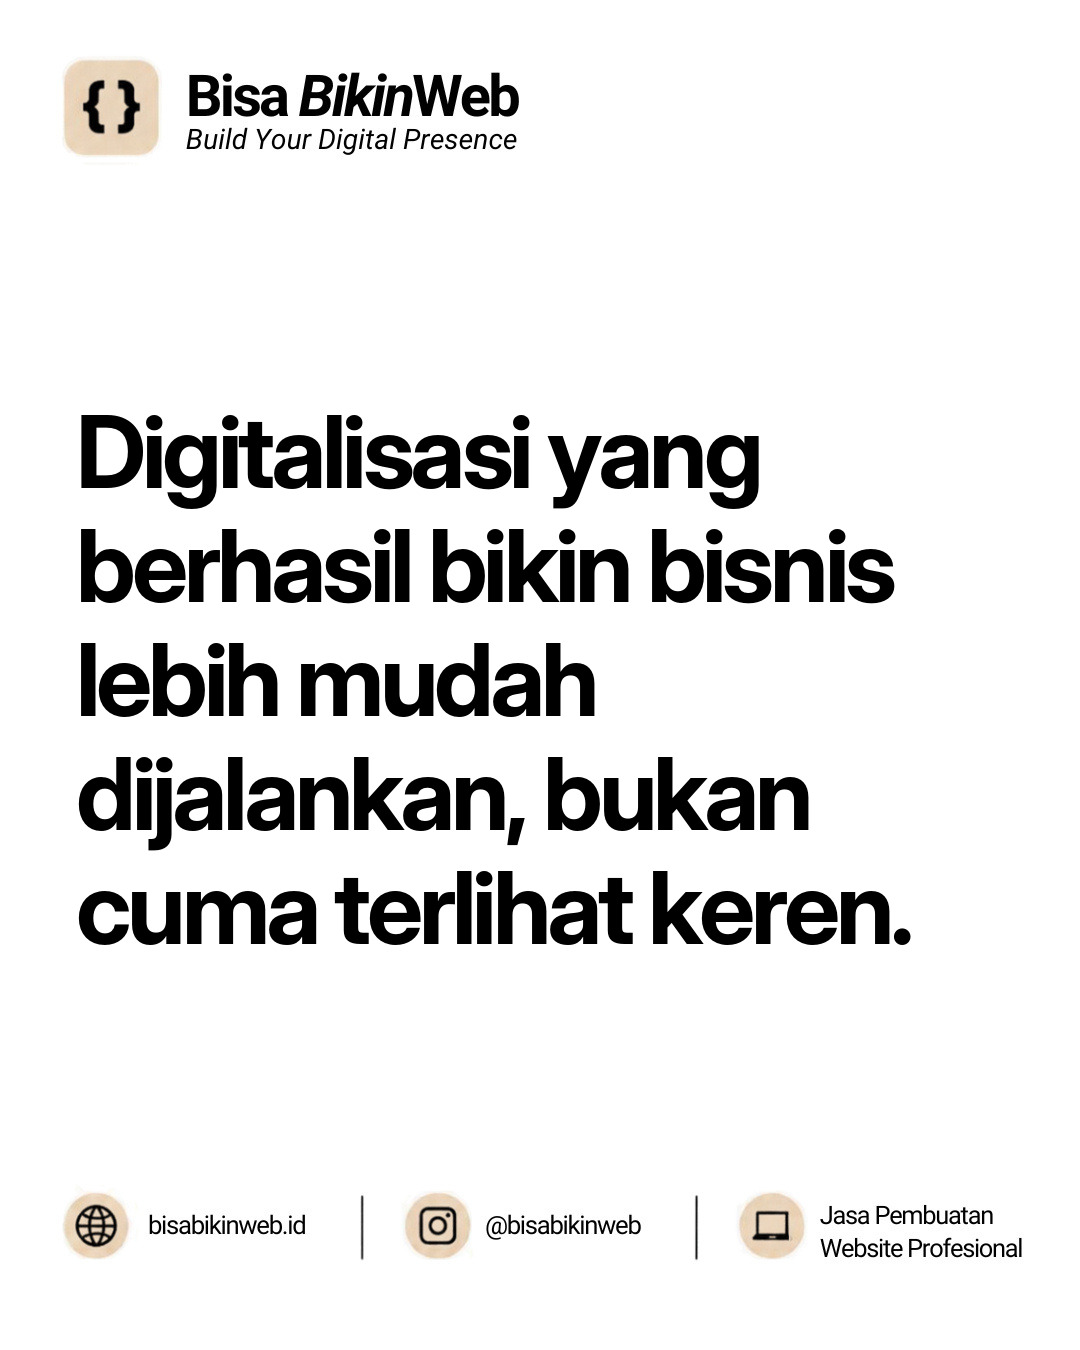 { }
Bisa BikinWeb
Build Your Digital Presence
Digitalisasi yang
berhasil bikin bisnis
lebih mudah
dijalankan, bukan
cuma terlihat keren.
bisabikinweb.id
@bisabikinweb
Jasa Pembuatan
Website Profesional